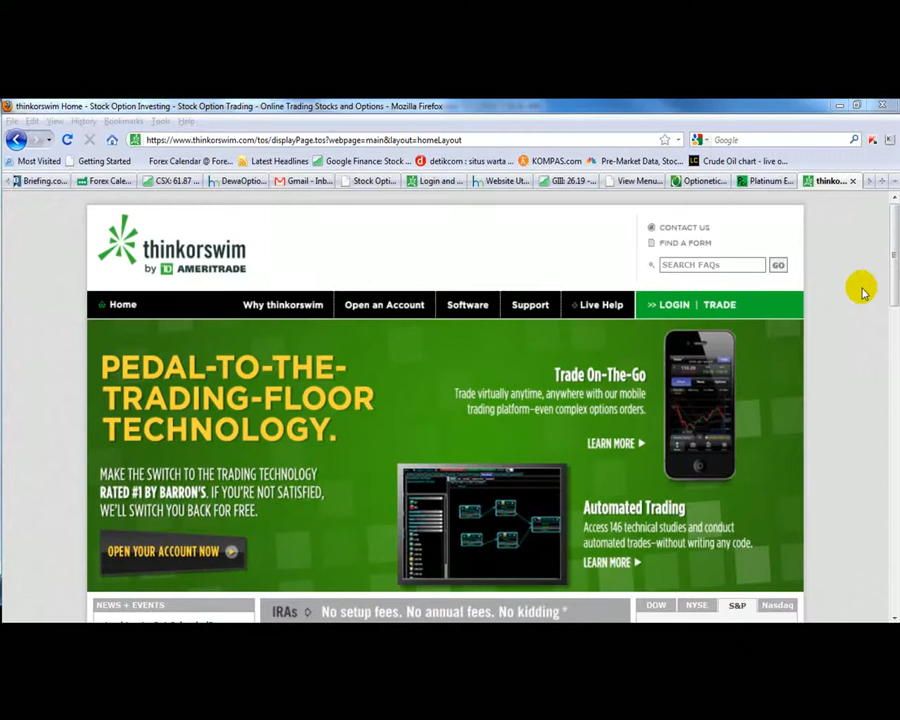 thinkorswim Home - Stock Option Investing - Stock Option Trading - Online Trading Stocks and Options - Mozilla Firefox
File Edit View History Bookmarks Tools Help
https://www.thinkorswim.com/tos/displayPage.tos?webpage=main&layout=homeLayout
Google
Most Visited Getting Started Forex Calendar @ Fore... Latest Headlines Google Finance: Stock ... detikcom : situs warta ... KOMPAS.com Pre-Market Data, Stoc... Crude Oil chart - live o...
Briefing.co... Forex Cale... CSX: 61.87 ... DewaOptio... Gmail - Inb... Stock Opti... Login and ... Website Ut... GIII: 26.19 -... View Menu... Optionetic... Platinum E... thinko...
thinkorswim
by TD AMERITRADE
CONTACT US
FIND A FORM
SEARCH FAQs GO
Home Why thinkorswim Open an Account Software Support Live Help >> LOGIN | TRADE
PEDAL-TO-THE-
TRADING-FLOOR
TECHNOLOGY.
MAKE THE SWITCH TO THE TRADING TECHNOLOGY
RATED #1 BY BARRON'S. IF YOU'RE NOT SATISFIED,
WE'LL SWITCH YOU BACK FOR FREE.
OPEN YOUR ACCOUNT NOW
Trade On-The-Go
Trade virtually anytime, anywhere with our mobile
trading platform–even complex options orders.
LEARN MORE
Automated Trading
Access 146 technical studies and conduct
automated trades–without writing any code.
LEARN MORE
NEWS + EVENTS
IRAs No setup fees. No annual fees. No kidding *
DOW NYSE S&P Nasdaq